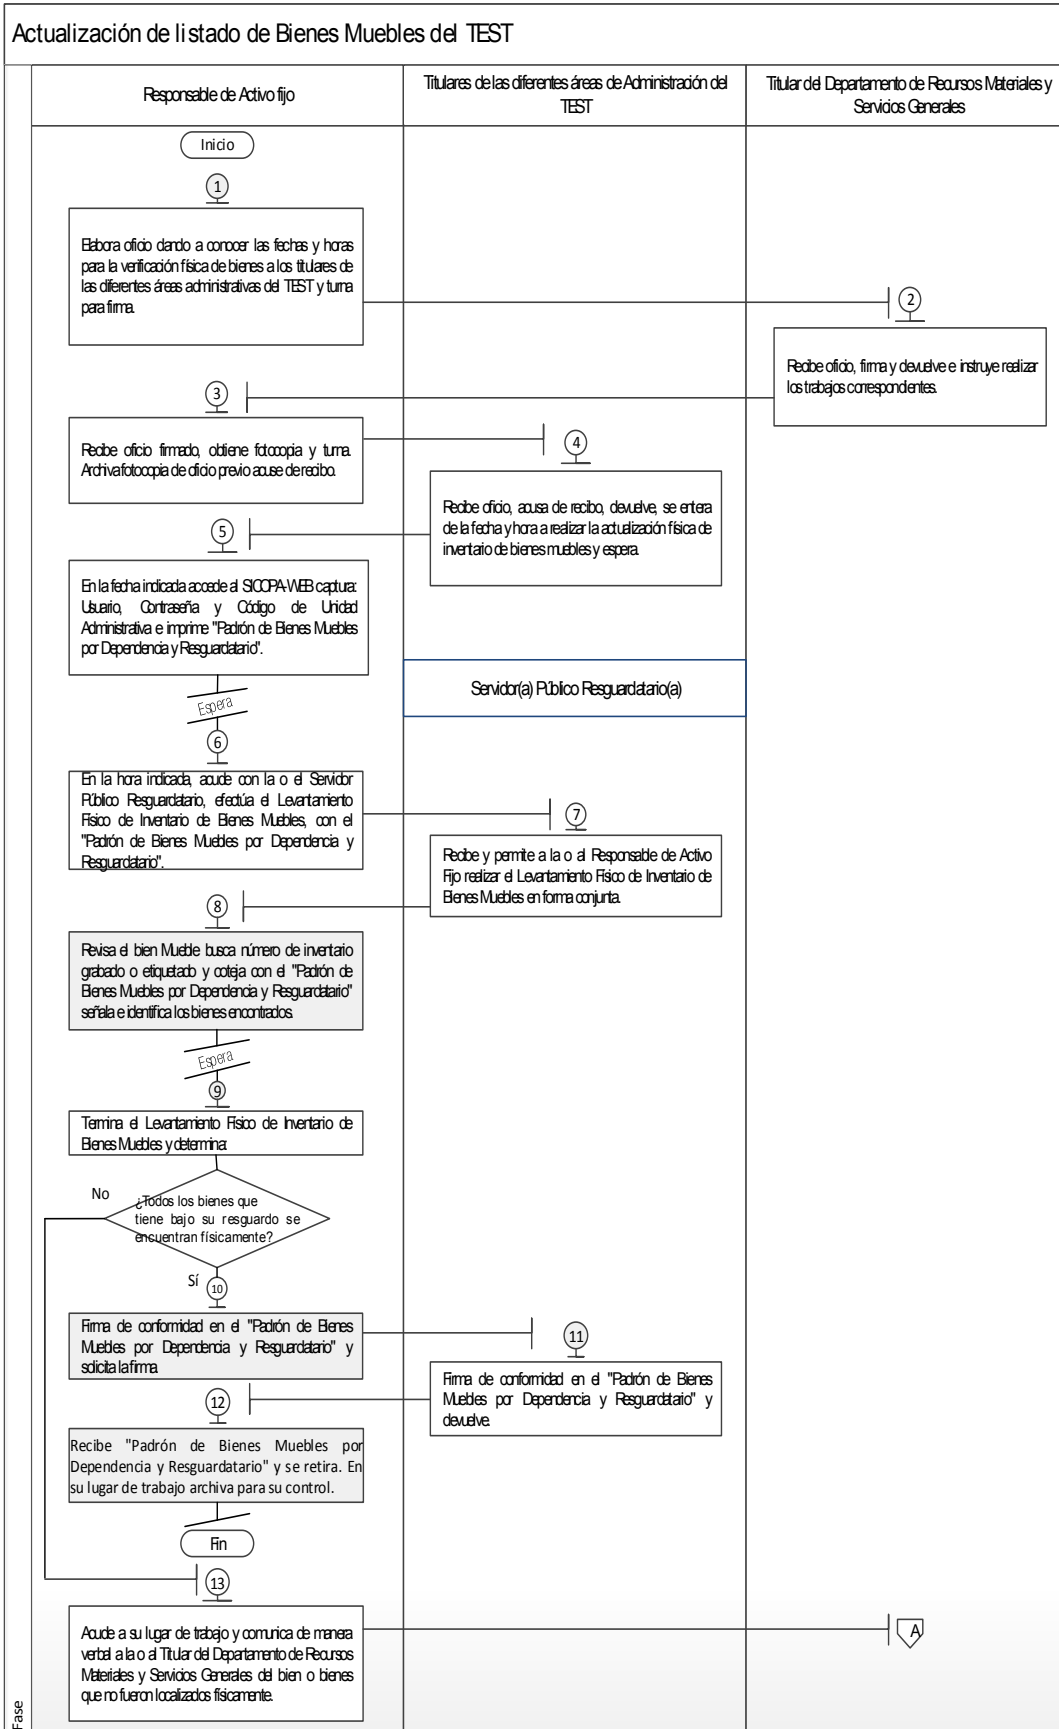 Actualización de listado de Bienes Muebles del TEST
Responsable de Activo fijo
Titulares de las diferentes áreas de Administración del
TEST
Titular del Departamento de Recursos Materiales y
Servicios Generales
Inicio
1
Elabora oficio dando a conocer las fechas y horas
para la verificación física de bienes a los titulares de
las diferentes áreas administrativas del TEST y turna
para firma.
2
Recibe oficio, firma y devuelve e instruye realizar
los trabajos correspondientes.
3
Recibe oficio firmado, obtiene fotocopia y turna.
Archiva fotocopia de oficio previo acuse de recibo.
4
Recibe oficio, acusa de recibo, devuelve, se entera
de la fecha y hora a realizar la actualización física de
inventario de bienes muebles y espera.
5
En la fecha indicada accede al SICOPA-WEB captura:
Usuario, Contraseña y Código de Unidad
Administrativa e imprime "Padrón de Bienes Muebles
por Dependencia y Resguardatario".
Servidor(a) Público Resguardatario(a)
Espera
6
En la hora indicada, acude con la o el Servidor
Público Resguardatario, efectúa el Levantamiento
Físico de Inventario de Bienes Muebles, con el
"Padrón de Bienes Muebles por Dependencia y
Resguardatario".
7
Recibe y permite a la o al Responsable de Activo
Fijo realizar el Levantamiento Físico de Inventario de
Bienes Muebles en forma conjunta.
8
Revisa el bien Mueble busca número de inventario
grabado o etiquetado y coteja con el "Padrón de
Bienes Muebles por Dependencia y Resguardatario"
señala e identifica los bienes encontrados.
Espera
9
Termina el Levantamiento Físico de Inventario de
Bienes Muebles y determina:
No
¿Todos los bienes que
tiene bajo su resguardo se
encuentran físicamente?
Sí
10
Firma de conformidad en el "Padrón de Bienes
Muebles por Dependencia y Resguardatario" y
solicita la firma.
11
Firma de conformidad en el "Padrón de Bienes
Muebles por Dependencia y Resguardatario" y
devuelve.
12
Recibe "Padrón de Bienes Muebles por
Dependencia y Resguardatario" y se retira. En
su lugar de trabajo archiva para su control.
Fin
13
Acude a su lugar de trabajo y comunica de manera
verbal a la o al Titular del Departamento de Recursos
Materiales y Servicios Generales del bien o bienes
que no fueron localizados físicamente.
A
Fase